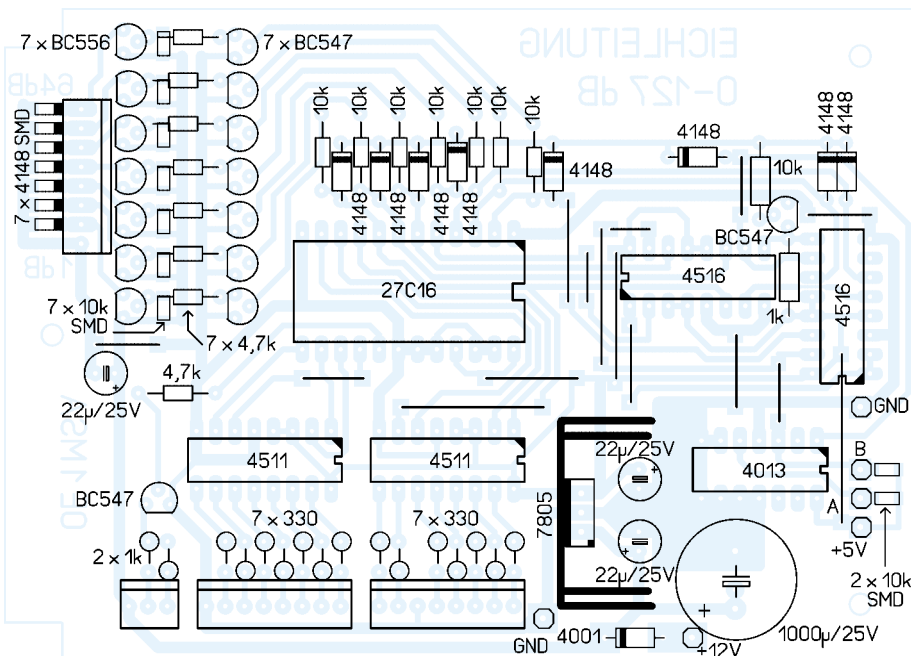 7 x BC556
7 x BC547
EICHLEITUNG
0-127 dB
64dB
7 x 4148 SMD
1dB
10k
10k
10k
10k
10k
10k
10k
4148
4148
4148
4148
4148
4148
4148
4148
10k
BC547
27C16
4516
1k
4516
7 x 10k
SMD
7 x 4,7k
4,7k
22µ/25V
GND
4511
4511
22µ/25V
4013
B
A
+5V
BC547
7805
7 x 330
7 x 330
2 x 1k
22µ/25V
2 x 10k
SMD
GND
4001
+12V
1000µ/25V